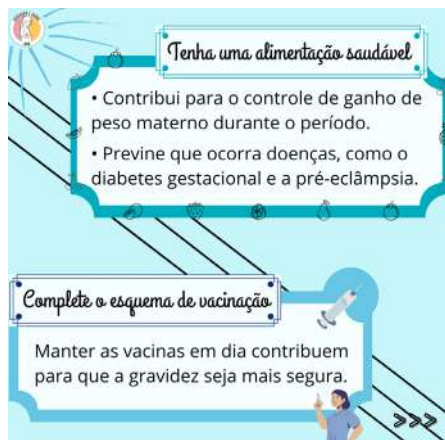 Tenha uma alimentação saudável
• Contribui para o controle de ganho de
peso materno durante o período.
• Previne que ocorra doenças, como o
diabetes gestacional e a pré-eclâmpsia.
Complete o esquema de vacinação
Manter as vacinas em dia contribuem
para que a gravidez seja mais segura.
>>>